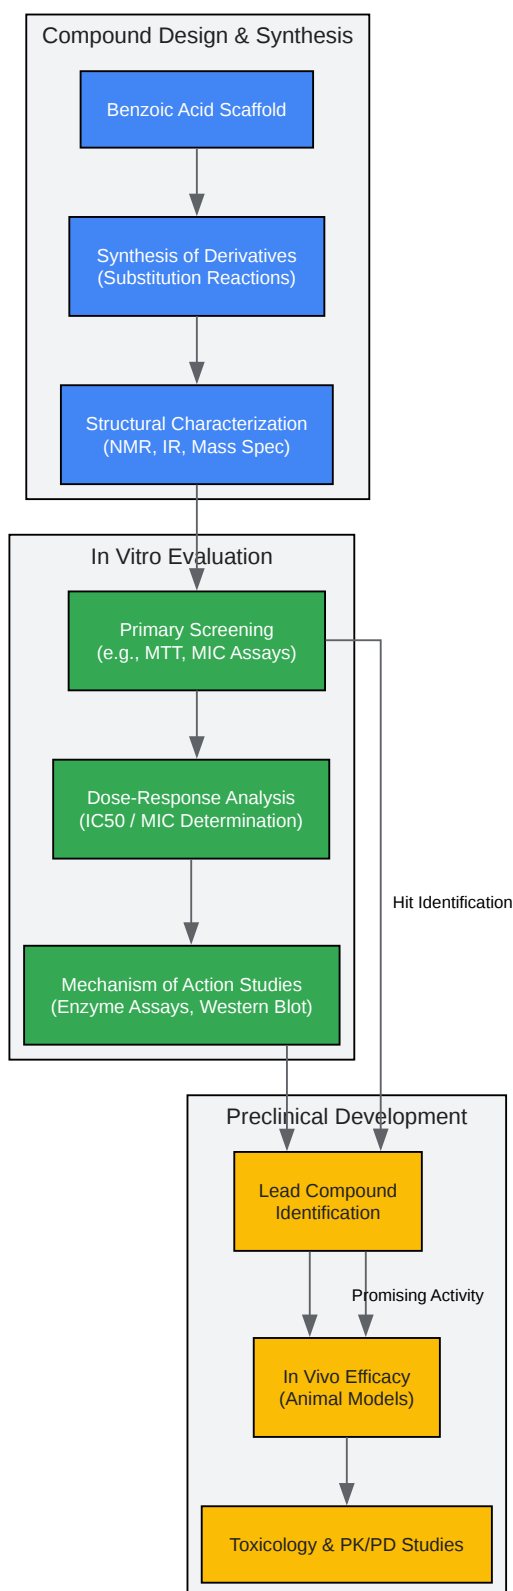 Compound Design & Synthesis
Benzoic Acid Scaffold
Synthesis of Derivatives
(Substitution Reactions)
Structural Characterization
(NMR, IR, Mass Spec)
In Vitro Evaluation
Primary Screening
(e.g., MTT, MIC Assays)
Dose-Response Analysis
(IC50 / MIC Determination)
Hit Identification
Mechanism of Action Studies
(Enzyme Assays, Western Blot)
Preclinical Development
Lead Compound
Identification
Promising Activity
In Vivo Efficacy
(Animal Models)
Toxicology & PK/PD Studies